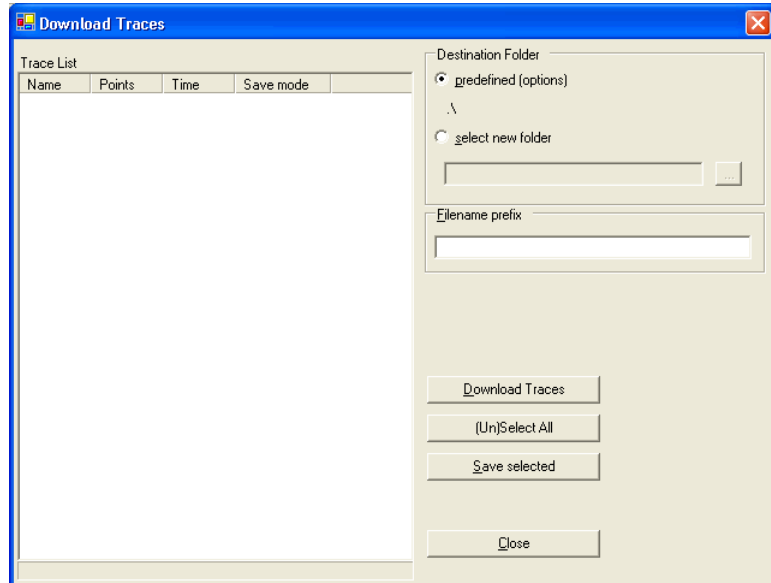 Download Traces
Trace List
Name Points Time Save mode
Destination Folder
predefined (options)
.\
select new folder
...
Filename prefix
Download Traces
(Un)Select All
Save selected
Close